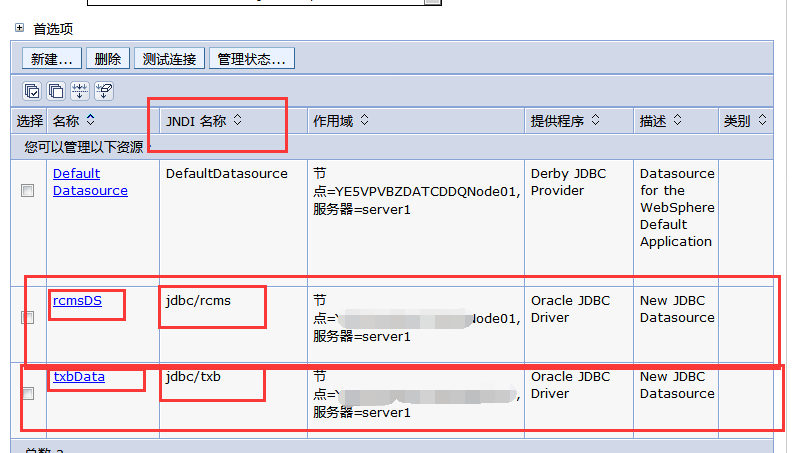 首选项
新建... 删除 测试连接 管理状态...
选择 名称 JNDI 名称 作用域 提供程序 描述 类别
您可以管理以下资源:
Default
Datasource
DefaultDatasource
节
点=YE5VPVBZDATCDDQNode01,
服务器=server1
Derby JDBC
Provider
Datasource
for the
WebSphere
Default
Application
rcmsDS
jdbc/rcms
节
点=Y
Node01,
服务器=server1
Oracle JDBC
Driver
New JDBC
Datasource
txbData
jdbc/txb
节
点=Y
,
服务器=server1
Oracle JDBC
Driver
New JDBC
Datasource